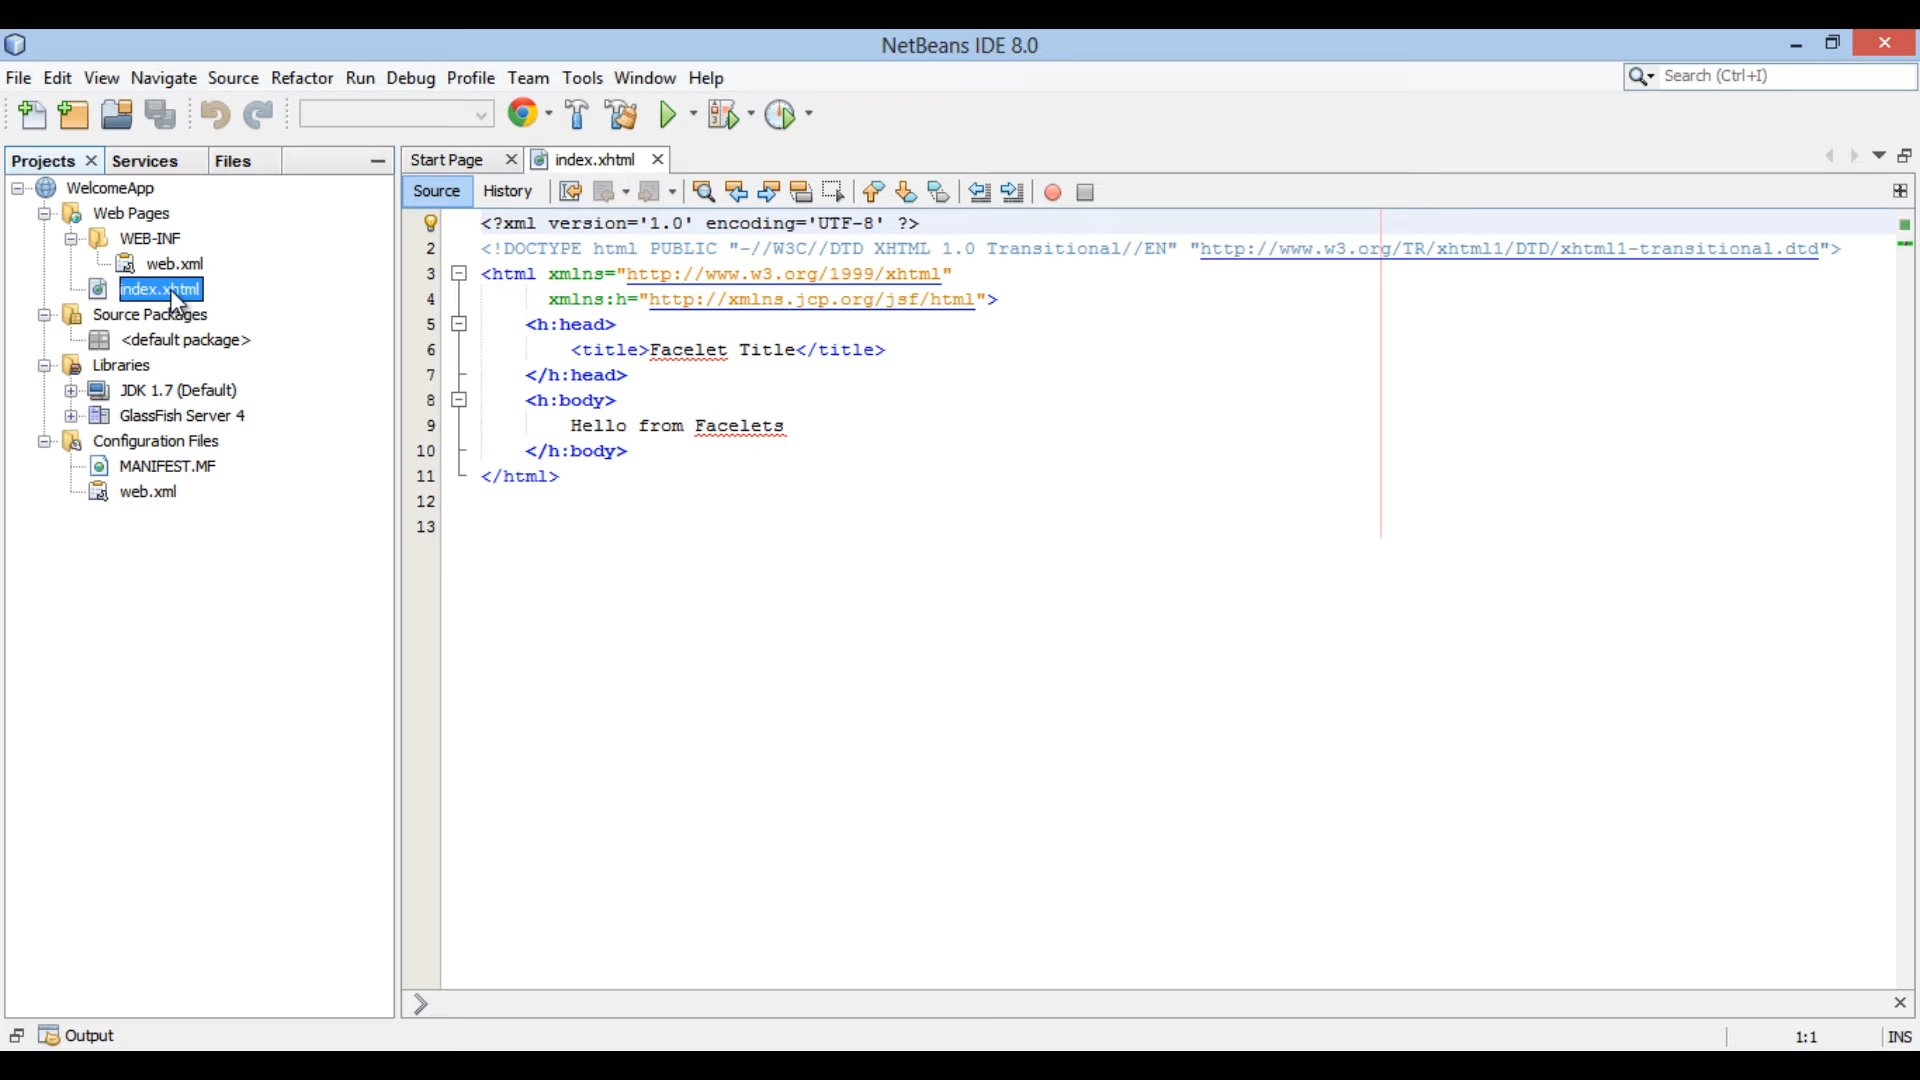 NetBeans IDE 8.0
File Edit View Navigate Source Refactor Run Debug Profile Team Tools Window Help
Search (Ctrl+I)
Projects Services Files
WelcomeApp
Web Pages
WEB-INF
web.xml
index.xhtml
Source Packages
<default package>
Libraries
JDK 1.7 (Default)
GlassFish Server 4
Configuration Files
MANIFEST.MF
web.xml
Start Page index.xhtml
Source History
<?xml version='1.0' encoding='UTF-8' ?>
2 <!DOCTYPE html PUBLIC "-//W3C//DTD XHTML 1.0 Transitional//EN" "http://www.w3.org/TR/xhtml1/DTD/xhtml1-transitional.dtd">
3 <html xmlns="http://www.w3.org/1999/xhtml"
4 xmlns:h="http://xmlns.jcp.org/jsf/html">
5 <h:head>
6 <title>Facelet Title</title>
7 </h:head>
8 <h:body>
9 Hello from Facelets
10 </h:body>
11 </html>
12
13
Output
1:1 INS